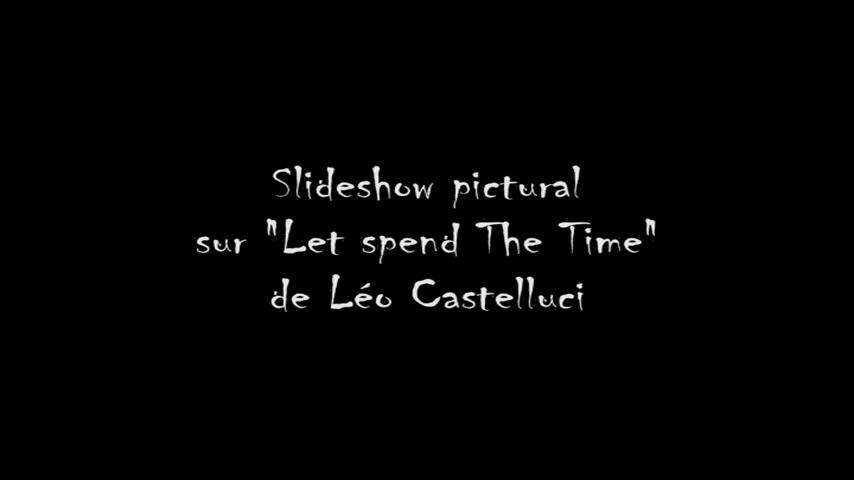 Slideshow pictural
sur "Let spend The Time"
de Léo Castelluci